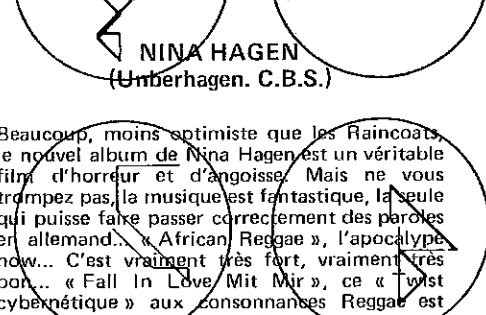 NINA HAGEN
(Unberhagen. C.B.S.)
Beaucoup, moins optimiste que les Raincoats,
le nouvel album de Nina Hagen est un véritable
film d'horreur et d'angoisse. Mais ne vous
trompez pas, la musique est fantastique, la seule
qui puisse faire passer correctement des paroles
en allemand... « African Reggae », l'apocalypse
now... C'est vraiment très fort, vraiment très
bon... « Fall In Love Mit Mir », ce « twist
cybernétique » aux consonnances Reggae est